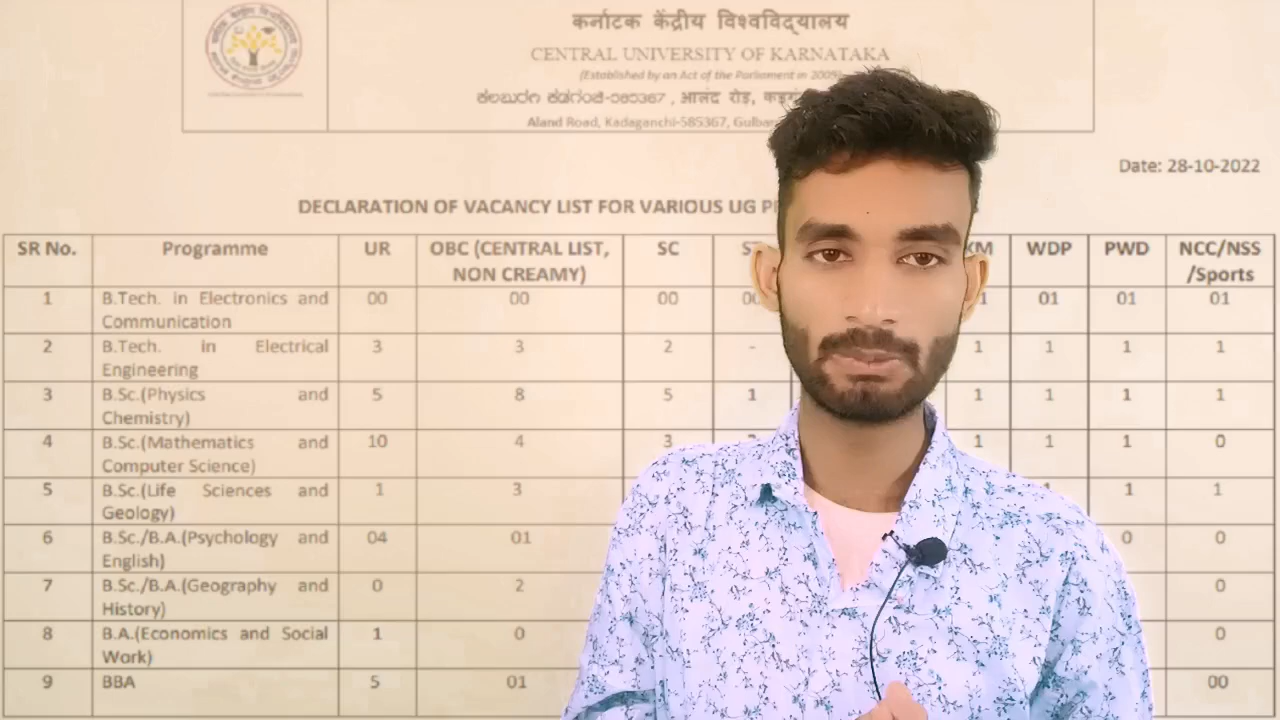 कर्नाटक केंद्रीय विश्वविद्यालय
CENTRAL UNIVERSITY OF KARNATAKA
(Established by an Act of the Parliament in 2009)
आलंद रोड़,
Aland Road, Kadaganchi-585367,
Date: 28-10-2022
DECLARATION OF VACANCY LIST FOR VARIOUS UG
SR No. Programme UR OBC (CENTRAL LIST, NON CREAMY) SC KM WDP PWD NCC/NSS /Sports
1 B.Tech. in Electronics and Communication 00 00 00 01 01 01
2 B.Tech. in Electrical Engineering 3 3 2 - 1 1 1 1
3 B.Sc.(Physics and Chemistry) 5 8 5 1 1 1 1 1
4 B.Sc.(Mathematics and Computer Science) 10 4 3 1 1 1 0
5 B.Sc.(Life Sciences and Geology) 1 3 1 1
6 B.Sc./B.A.(Psychology and English) 04 01 0 0
7 B.Sc./B.A.(Geography and History) 0 2 0
8 B.A.(Economics and Social Work) 1 0 0
9 BBA 5 01 00